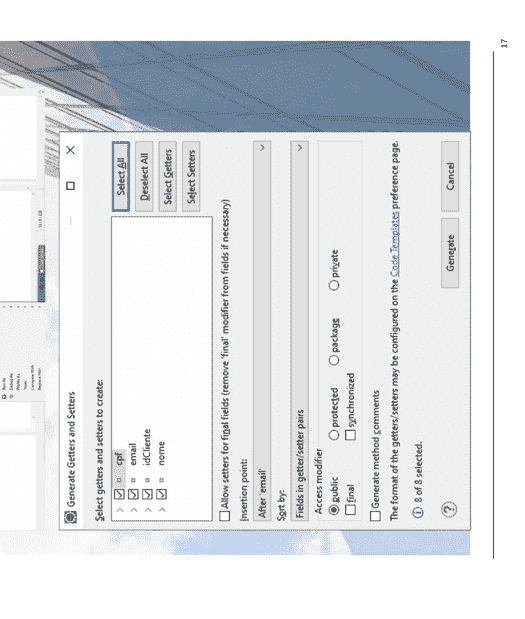 17
Generate Getters and Setters
Select getters and setters to create:
cpf
email
idCliente
nome
Select All
Deselect All
Select Getters
Select Setters
Allow setters for final fields (remove 'final' modifier from fields if necessary)
Insertion point:
After 'email'
Sort by:
Fields in getter/setter pairs
Access modifier
public
protected
package
private
final
synchronized
Generate method comments
The format of the getters/setters may be configured on the Code Templates preference page.
8 of 8 selected.
Generate
Cancel